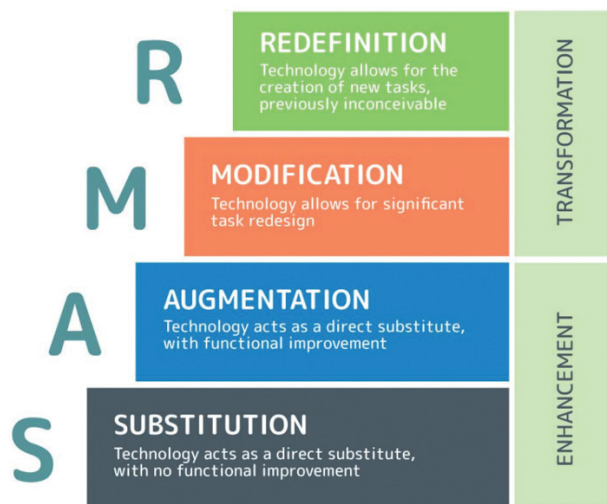 R
REDEFINITION
Technology allows for the
creation of new tasks,
previously inconceivable
TRANSFORMATION
M
MODIFICATION
Technology allows for significant
task redesign
A
AUGMENTATION
Technology acts as a direct substitute,
with functional improvement
ENHANCEMENT
S
SUBSTITUTION
Technology acts as a direct substitute,
with no functional improvement